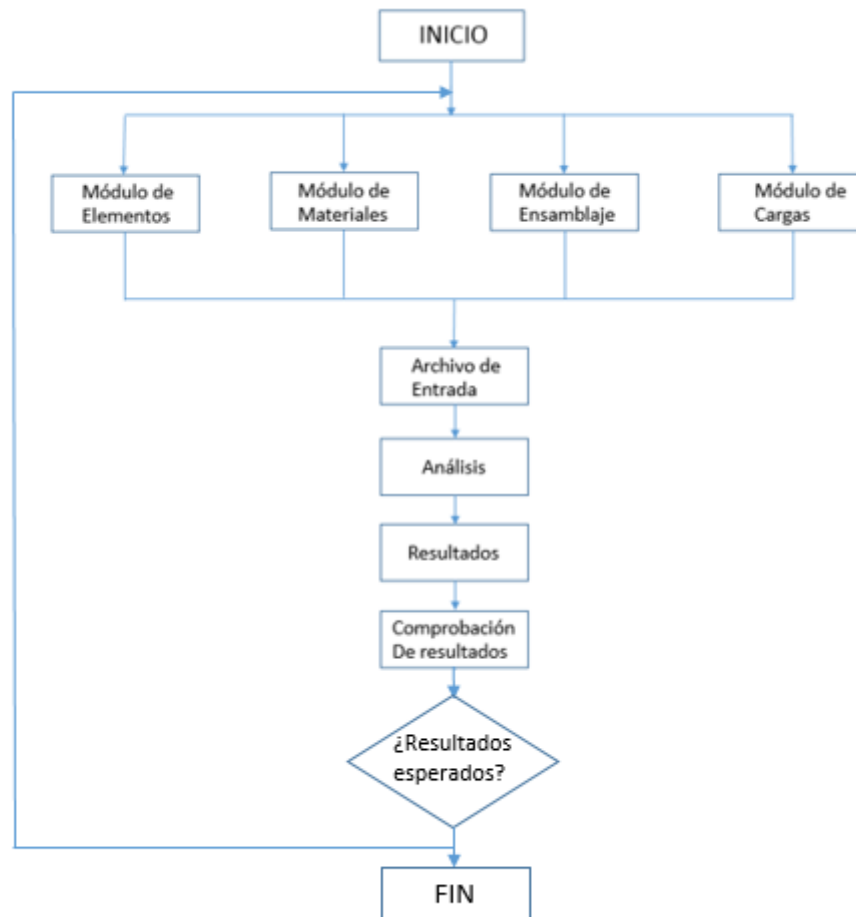 INICIO
Módulo de
Elementos
Módulo de
Materiales
Módulo de
Ensamblaje
Módulo de
Cargas
Archivo de
Entrada
Análisis
Resultados
Comprobación
De resultados
¿Resultados
esperados?
FIN